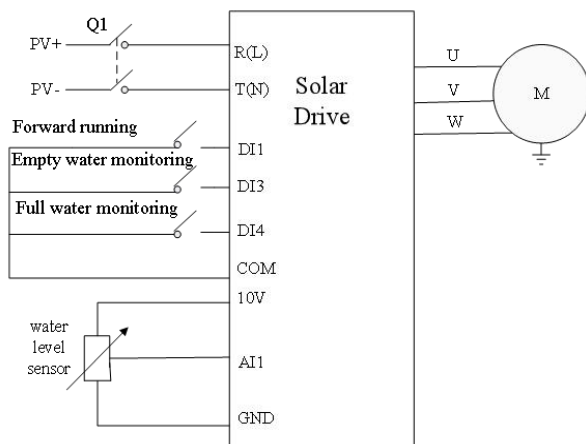 Q1
PV+
PV-
R(L)
T(N)
Solar
Drive
U
V
W
M
Forward running
DI1
Empty water monitoring
DI3
Full water monitoring
DI4
COM
10V
water
level
sensor
AI1
GND